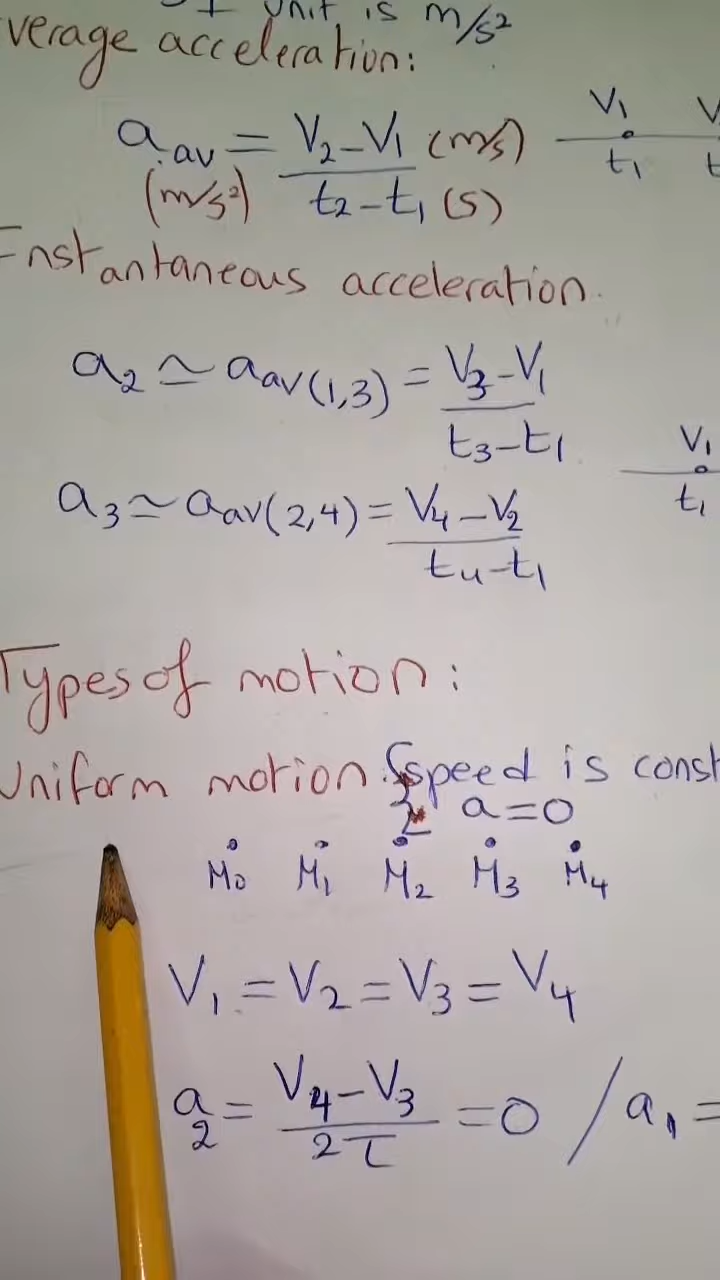 unit is m/s²
verage acceleration:
a av = V2 - V1 (m/s) / t2 - t1 (s)
(m/s²)
V1
t1
Instantaneous acceleration.
a2 ≃ a av(1,3) = V3 - V1 / t3 - t1
a3 ≃ a av(2,4) = V4 - V2 / t4 - t1
V1
t1
Types of motion:
Uniform motion: speed is const
a = 0
M0 M1 M2 M3 M4
V1 = V2 = V3 = V4
a2 = V4 - V3 / 2τ = 0 / a1 =